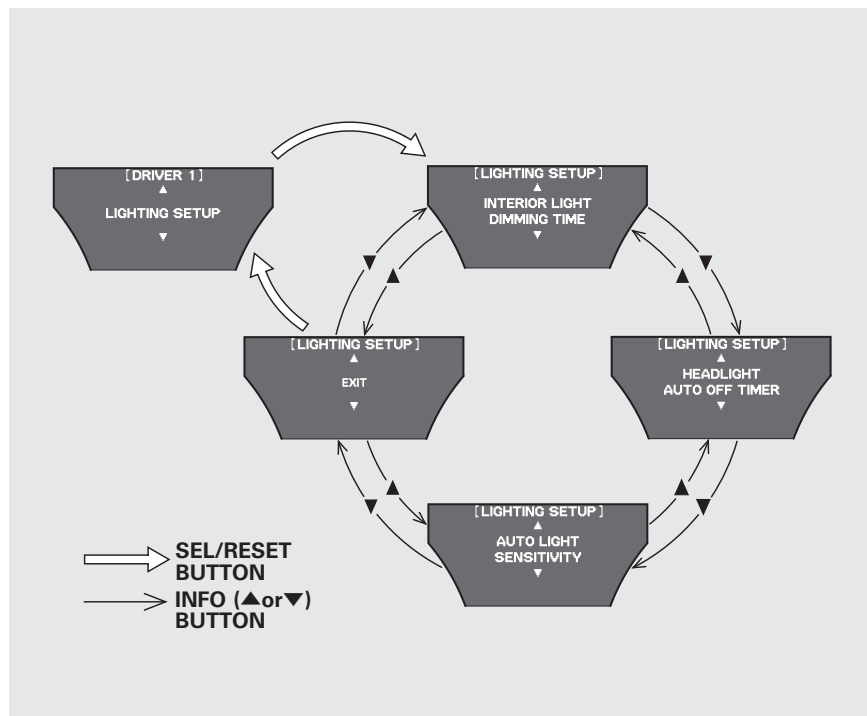 [DRIVER 1]
▲
LIGHTING SETUP
▼
[LIGHTING SETUP]
▲
INTERIOR LIGHT
DIMMING TIME
▼
▼
▲
▲
▼
[LIGHTING SETUP]
▲
EXIT
▼
[LIGHTING SETUP]
▲
HEADLIGHT
AUTO OFF TIMER
▼
▲
▼
▲
▼
[LIGHTING SETUP]
▲
AUTO LIGHT
SENSITIVITY
▼
SEL/RESET
BUTTON
INFO (▲or▼)
BUTTON